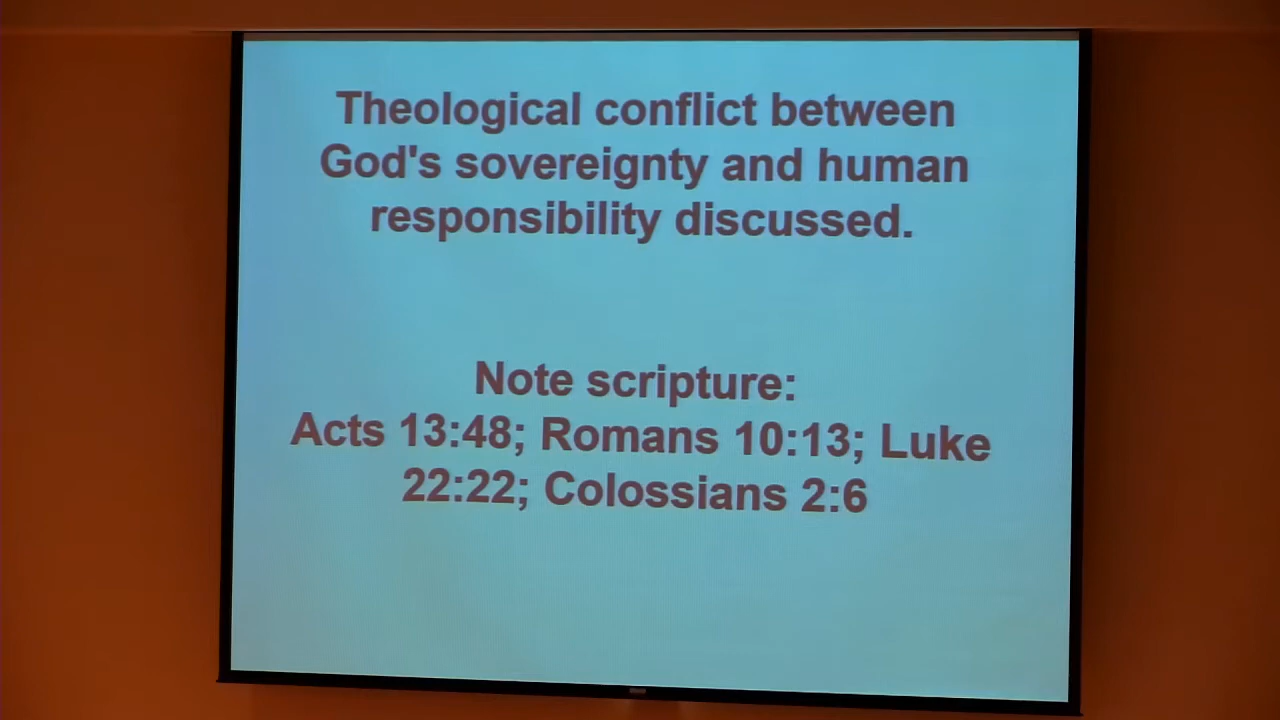 Theological conflict between
God's sovereignty and human
responsibility discussed.
Note scripture:
Acts 13:48; Romans 10:13; Luke
22:22; Colossians 2:6